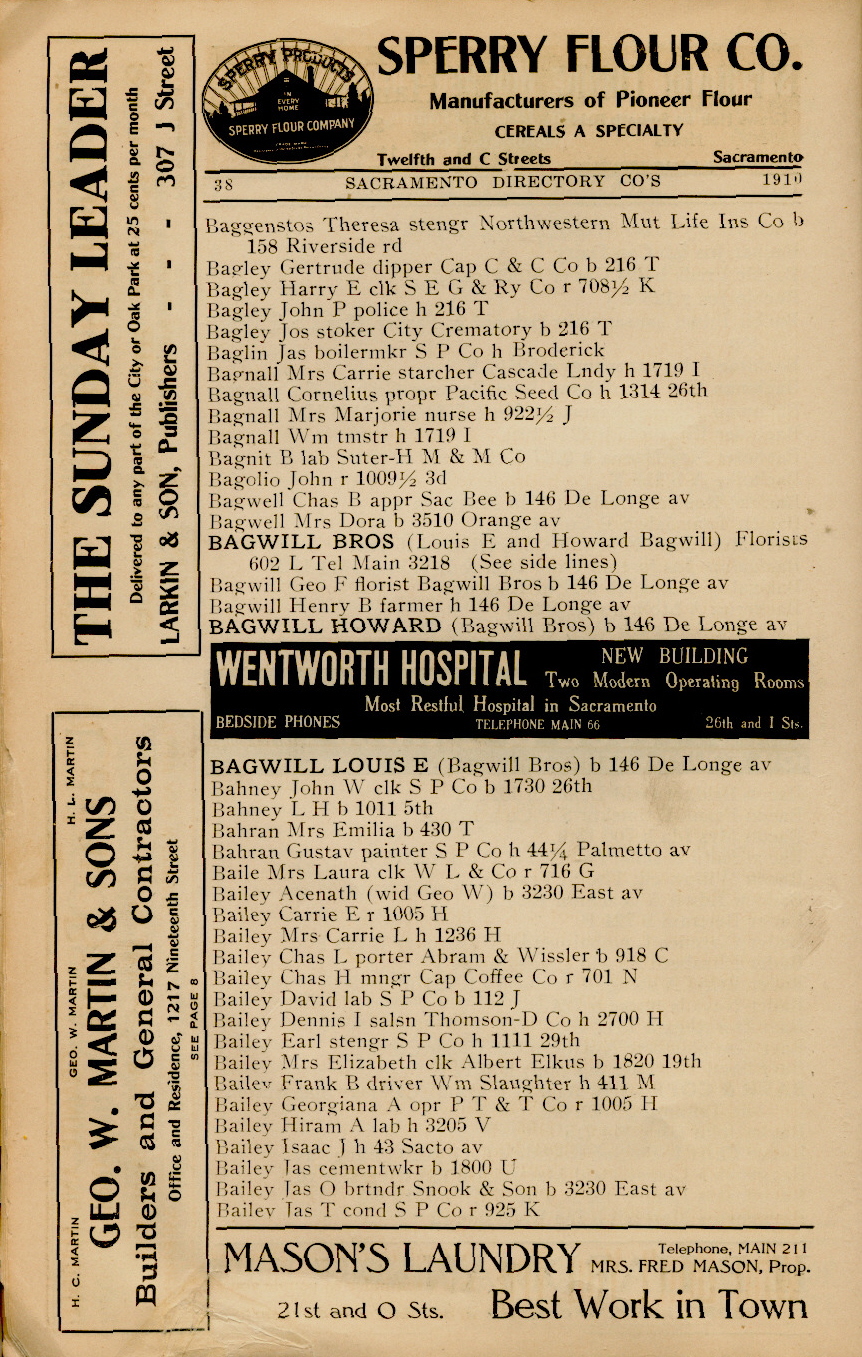 THE SUNDAY LEADER
Delivered to any part of the City or Oak Park at 25 cents per month
LARKIN & SON, Publishers - - - 307 J Street
H. C. MARTIN GEO. W. MARTIN H. L. MARTIN
GEO. W. MARTIN & SONS
Builders and General Contractors
Office and Residence, 1217 Nineteenth Street
SEE PAGE 8
SPERRY PRODUCTS
IN
EVERY
HOME
SPERRY FLOUR COMPANY
SPERRY FLOUR CO.
Manufacturers of Pioneer Flour
CEREALS A SPECIALTY
Twelfth and C Streets Sacramento
38 SACRAMENTO DIRECTORY CO'S 1910
Baggenstos Theresa stengr Northwestern Mut Life Ins Co b
158 Riverside rd
Bagley Gertrude dipper Cap C & C Co b 216 T
Bagley Harry E clk S E G & Ry Co r 708½ K
Bagley John P police h 216 T
Bagley Jos stoker City Crematory b 216 T
Baglin Jas boilermkr S P Co h Broderick
Bagnall Mrs Carrie starcher Cascade Lndy h 1719 I
Bagnall Cornelius propr Pacific Seed Co h 1314 26th
Bagnall Mrs Marjorie nurse h 922½ J
Bagnall Wm tmstr h 1719 I
Bagnit B lab Suter-H M & M Co
Bagolio John r 1009½ 3d
Bagwell Chas B appr Sac Bee b 146 De Longe av
Bagwell Mrs Dora b 3510 Orange av
BAGWILL BROS (Louis E and Howard Bagwill) Florists
602 L Tel Main 3218 (See side lines)
Bagwill Geo F florist Bagwill Bros b 146 De Longe av
Bagwill Henry B farmer h 146 De Longe av
BAGWILL HOWARD (Bagwill Bros) b 146 De Longe av
WENTWORTH HOSPITAL NEW BUILDING
Two Modern Operating Rooms
Most Restful Hospital in Sacramento
BEDSIDE PHONES TELEPHONE MAIN 66 26th and I Sts.
BAGWILL LOUIS E (Bagwill Bros) b 146 De Longe av
Bahney John W clk S P Co b 1730 26th
Bahney L H b 1011 5th
Bahran Mrs Emilia b 430 T
Bahran Gustav painter S P Co h 44¼ Palmetto av
Baile Mrs Laura clk W L & Co r 716 G
Bailey Acenath (wid Geo W) b 3230 East av
Bailey Carrie E r 1005 H
Bailey Mrs Carrie L h 1236 H
Bailey Chas L porter Abram & Wissler b 918 C
Bailey Chas H mngr Cap Coffee Co r 701 N
Bailey David lab S P Co b 112 J
Bailey Dennis I salsn Thomson-D Co h 2700 H
Bailey Earl stengr S P Co h 1111 29th
Bailey Mrs Elizabeth clk Albert Elkus b 1820 19th
Bailey Frank B driver Wm Slaughter h 411 M
Bailey Georgiana A opr P T & T Co r 1005 H
Bailey Hiram A lab h 3205 V
Bailey Isaac J h 43 Sacto av
Bailey Jas cementwkr b 1800 U
Bailey Jas O brtndr Snook & Son b 3230 East av
Bailey Jas T cond S P Co r 925 K
MASON'S LAUNDRY Telephone, MAIN 211
MRS. FRED MASON, Prop.
21st and O Sts. Best Work in Town